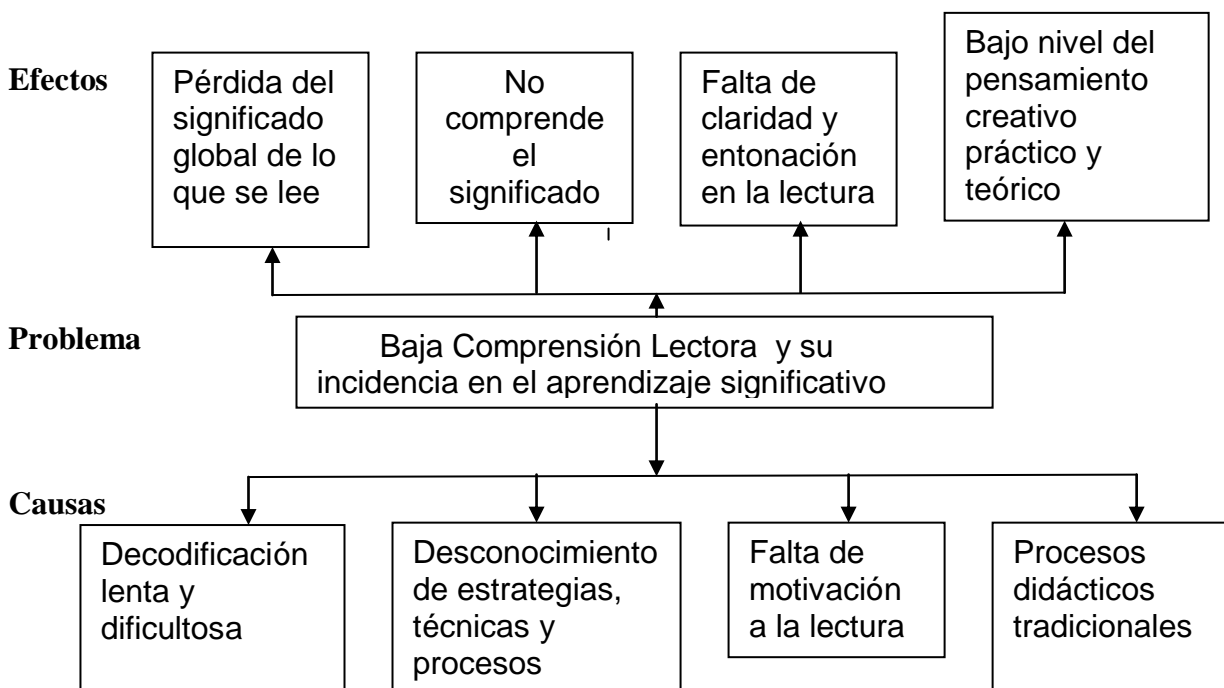 Efectos
Pérdida del
significado
global de lo
que se lee
No
comprende
el
significado
Falta de
claridad y
entonación
en la lectura
Bajo nivel del
pensamiento
creativo
práctico y
teórico
Problema
Baja Comprensión Lectora y su
incidencia en el aprendizaje significativo
Causas
Decodificación
lenta y
dificultosa
Desconocimiento
de estrategias,
técnicas y
procesos
Falta de
motivación
a la lectura
Procesos
didácticos
tradicionales